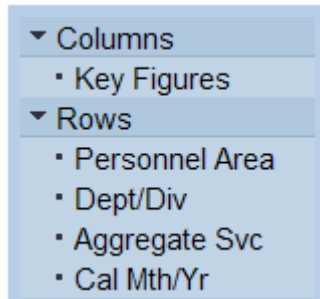 Columns
Key Figures
Rows
Personnel Area
Dept/Div
Aggregate Svc
Cal Mth/Yr